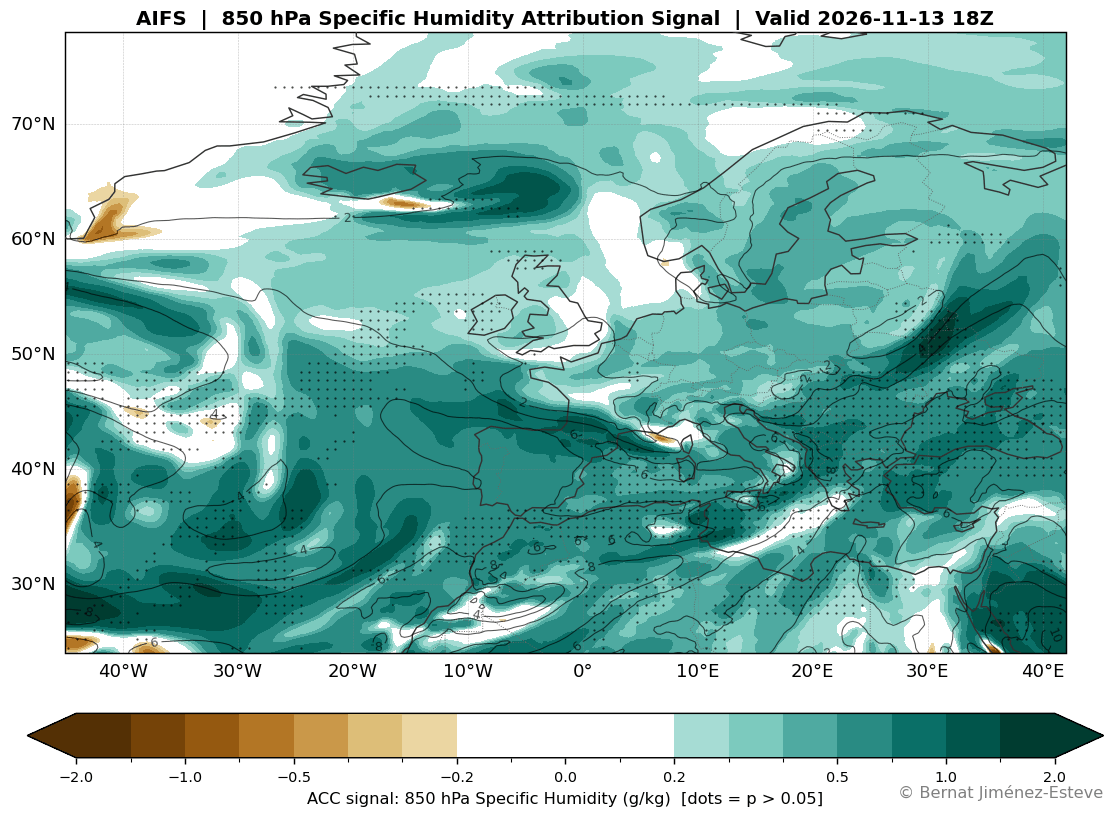 AIFS | 850 hPa Specific Humidity Attribution Signal | Valid 2026-11-13 18Z
70°N
60°N
50°N
40°N
30°N
40°W 30°W 20°W 10°W 0° 10°E 20°E 30°E 40°E
−2.0 −1.0 −0.5 −0.2 0.0 0.2 0.5 1.0 2.0
ACC signal: 850 hPa Specific Humidity (g/kg) [dots = p > 0.05]
© Bernat Jiménez-Esteve